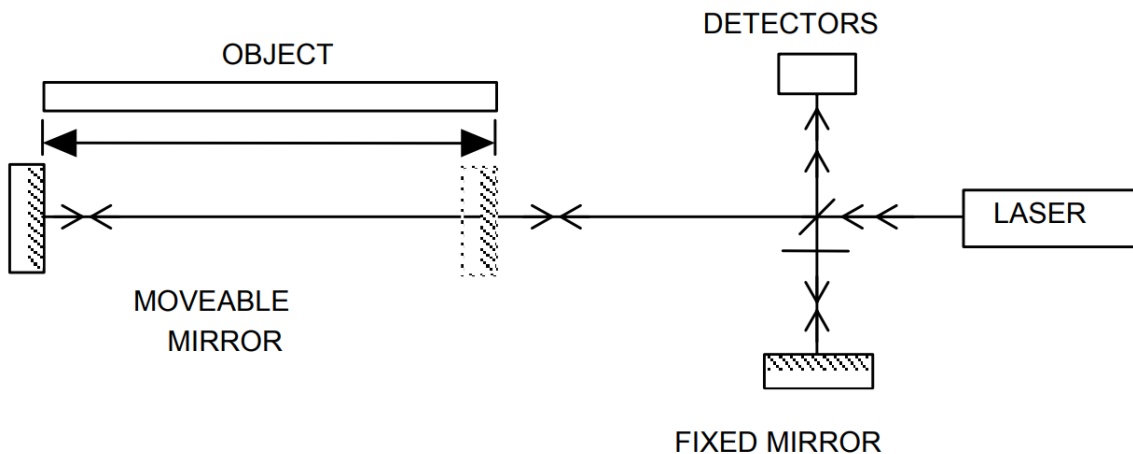 DETECTORS
OBJECT
LASER
MOVEABLE
MIRROR
FIXED MIRROR